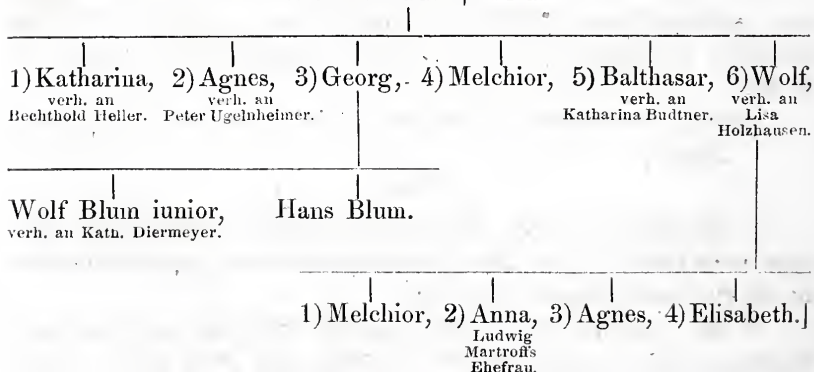 1) Katharina, 2) Agnes, 3) Georg, 4) Melchior, 5) Balthasar, 6) Wolf,
verh. an verh. an verh. an verh. an
Bechthold Heller. Peter Ugelnheimer. Katharina Budtner. Lisa
Holzhausen.
Wolf Blum iunior, Hans Blum.
verh. an Kath. Diermeyer.
1) Melchior, 2) Anna, 3) Agnes, 4) Elisabeth.]
Ludwig
Martroffs
Ehefrau.